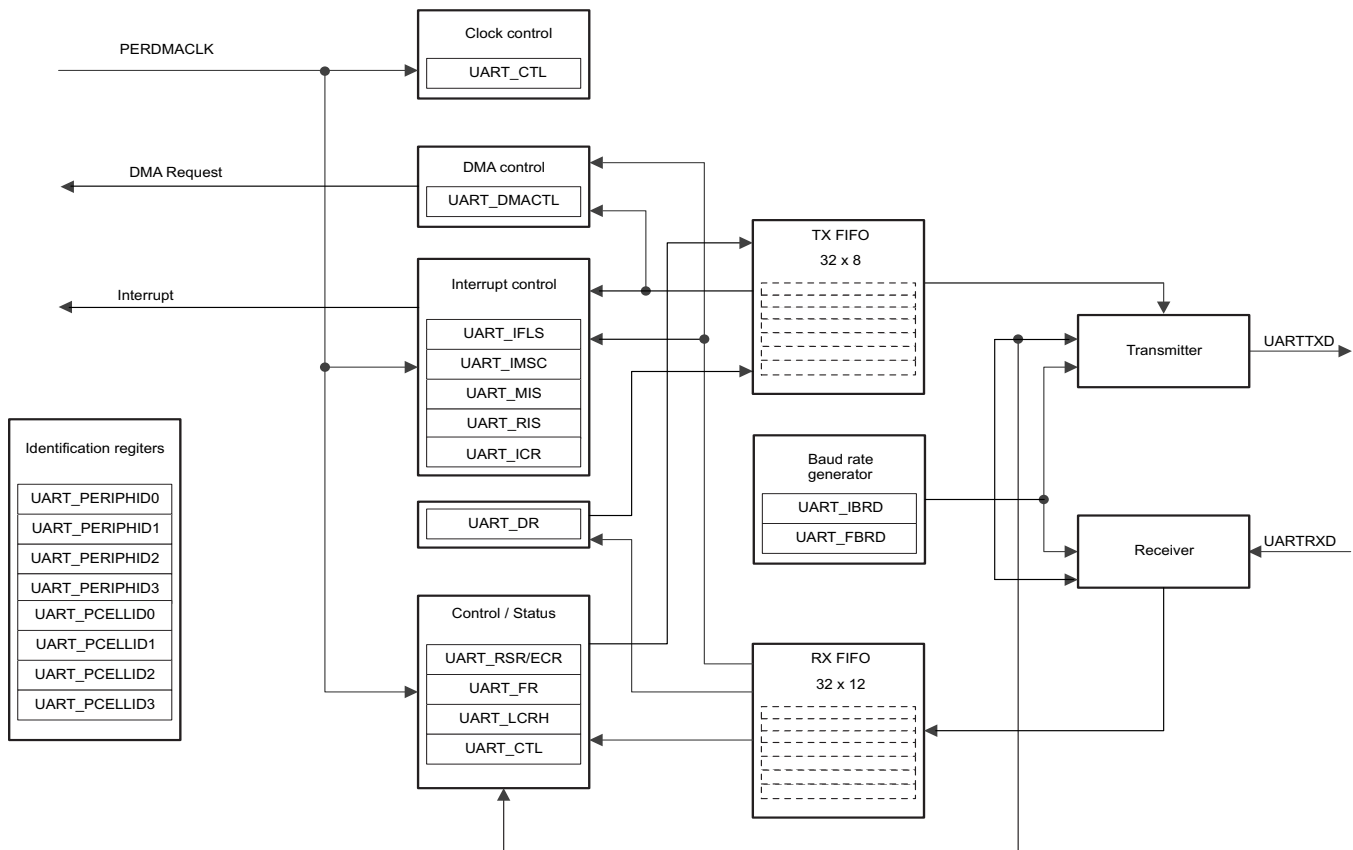 PERDMACLK
Clock control
UART_CTL
DMA Request
DMA control
UART_DMACTL
Interrupt
Interrupt control
UART_IFLS
UART_IMSC
UART_MIS
UART_RIS
UART_ICR
UART_DR
Control / Status
UART_RSR/ECR
UART_FR
UART_LCRH
UART_CTL
Identification regiters
UART_PERIPHID0
UART_PERIPHID1
UART_PERIPHID2
UART_PERIPHID3
UART_PCELLID0
UART_PCELLID1
UART_PCELLID2
UART_PCELLID3
TX FIFO
32 x 8
Baud rate
generator
UART_IBRD
UART_FBRD
RX FIFO
32 x 12
Transmitter
UARTTXD
Receiver
UARTRXD